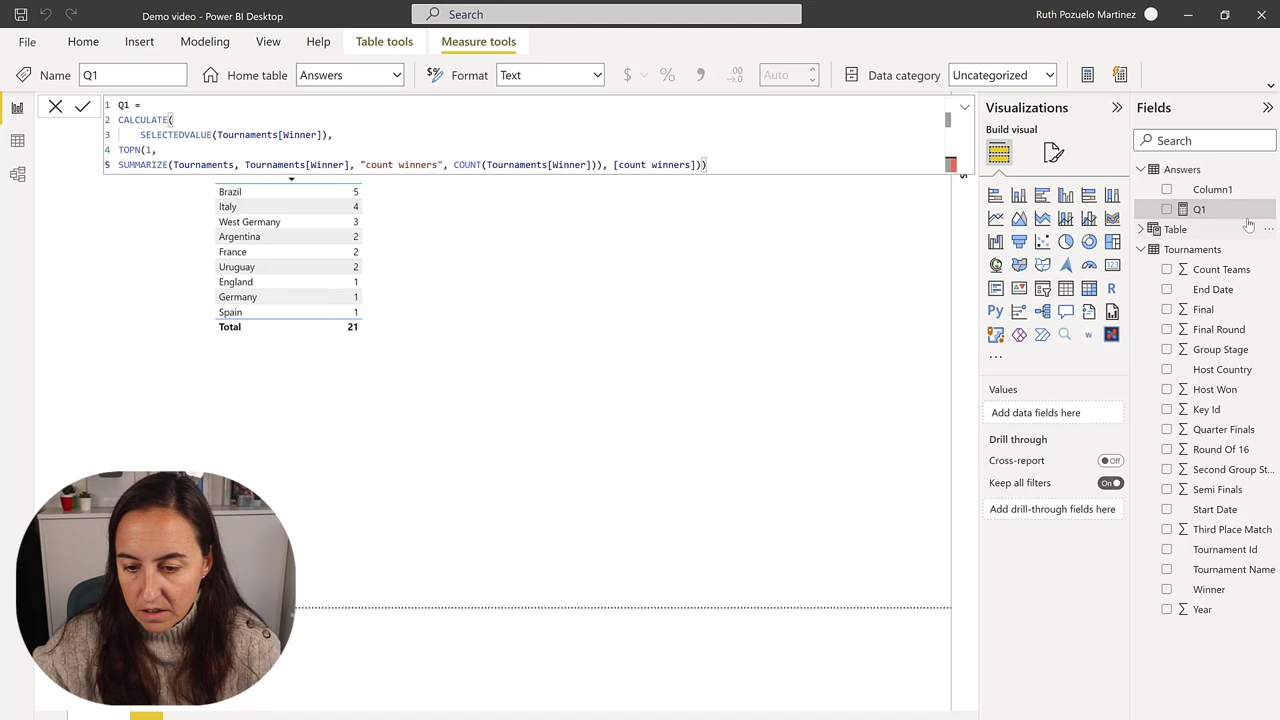 Demo video - Power BI Desktop
Search
Ruth Pozuelo Martinez
File
Home
Insert
Modeling
View
Help
Table tools
Measure tools
Name
Q1
Home table
Answers
Format
Text
$
%
Auto
Data category
Uncategorized
1 Q1 =
2 CALCULATE(
3 SELECTEDVALUE(Tournaments[Winner]),
4 TOPN(1,
5 SUMMARIZE(Tournaments, Tournaments[Winner], "count winners", COUNT(Tournaments[Winner])), [count winners]))
Brazil 5
Italy 4
West Germany 3
Argentina 2
France 2
Uruguay 2
England 1
Germany 1
Spain 1
Total 21
Visualizations
Build visual
123
R
Py
...
Values
Add data fields here
Drill through
Cross-report
Off
Keep all filters
On
Add drill-through fields here
Fields
Search
Answers
Column1
Q1
Table
Tournaments
Count Teams
End Date
Final
Final Round
Group Stage
Host Country
Host Won
Key Id
Quarter Finals
Round Of 16
Second Group St...
Semi Finals
Start Date
Third Place Match
Tournament Id
Tournament Name
Winner
Year